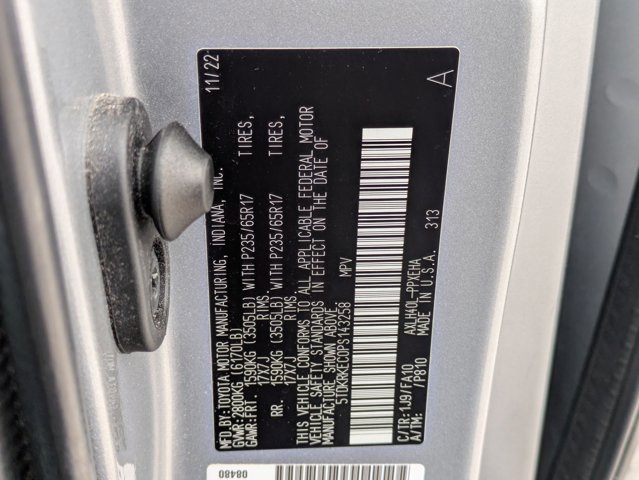 11/22 A
MFD.BY:TOYOTA MOTOR MANUFACTURING, INDIANA, INC.
GVWR:2800KG (6170LB)
GAWR:FRT. 1590KG (3505LB) WITH P235/65R17 TIRES,
17X7J RIMS
RR. 1590KG (3505LB) WITH P235/65R17 TIRES,
17X7J RIMS
THIS VEHICLE CONFORMS TO ALL APPLICABLE FEDERAL MOTOR
VEHICLE SAFETY STANDARDS IN EFFECT ON THE DATE OF
MANUFACTURE SHOWN ABOVE.
5TDKRKEC0PS143258 MPV
C/TR:1J9/FA10 AXLH40L-PPXEHA
A/TM: /P810 MADE IN U.S.A. 313
08480